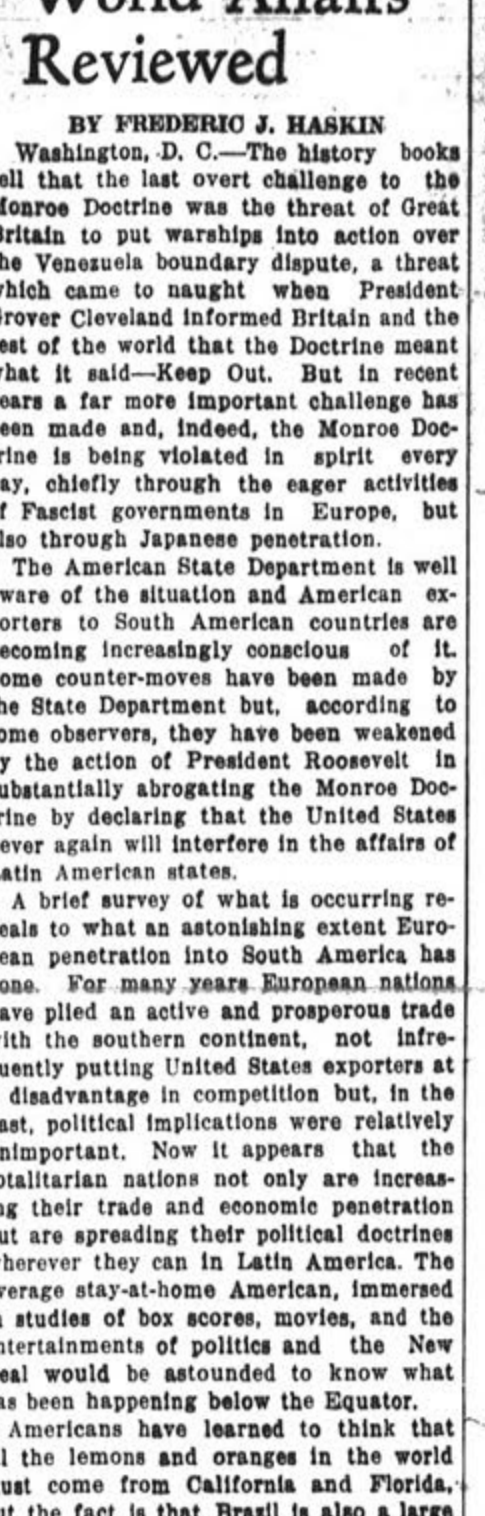 World Affairs
Reviewed
BY FREDERIC J. HASKIN
Washington, D. C.—The history books
ell that the last overt challenge to the
Monroe Doctrine was the threat of Great
Britain to put warships into action over
he Venezuela boundary dispute, a threat
which came to naught when President
Grover Cleveland informed Britain and the
est of the world that the Doctrine meant
what it said—Keep Out. But in recent
ears a far more important challenge has
een made and, indeed, the Monroe Doc-
rine is being violated in spirit every
ay, chiefly through the eager activities
f Fascist governments in Europe, but
lso through Japanese penetration.
The American State Department is well
ware of the situation and American ex-
orters to South American countries are
ecoming increasingly conscious of it.
ome counter-moves have been made by
he State Department but, according to
ome observers, they have been weakened
y the action of President Roosevelt in
ubstantially abrogating the Monroe Doc-
rine by declaring that the United States
ever again will interfere in the affairs of
atin American states.
A brief survey of what is occurring re-
eals to what an astonishing extent Euro-
ean penetration into South America has
one. For many years European nations
ave plied an active and prosperous trade
ith the southern continent, not infre-
uently putting United States exporters at
disadvantage in competition but, in the
ast, political implications were relatively
nimportant. Now it appears that the
otalitarian nations not only are increas-
ng their trade and economic penetration
ut are spreading their political doctrines
wherever they can in Latin America. The
verage stay-at-home American, immersed
n studies of box scores, movies, and the
ntertainments of politics and the New
eal would be astounded to know what
as been happening below the Equator.
Americans have learned to think that
ll the lemons and oranges in the world
ust come from California and Florida,
ut the fact is that Brazil is also a large